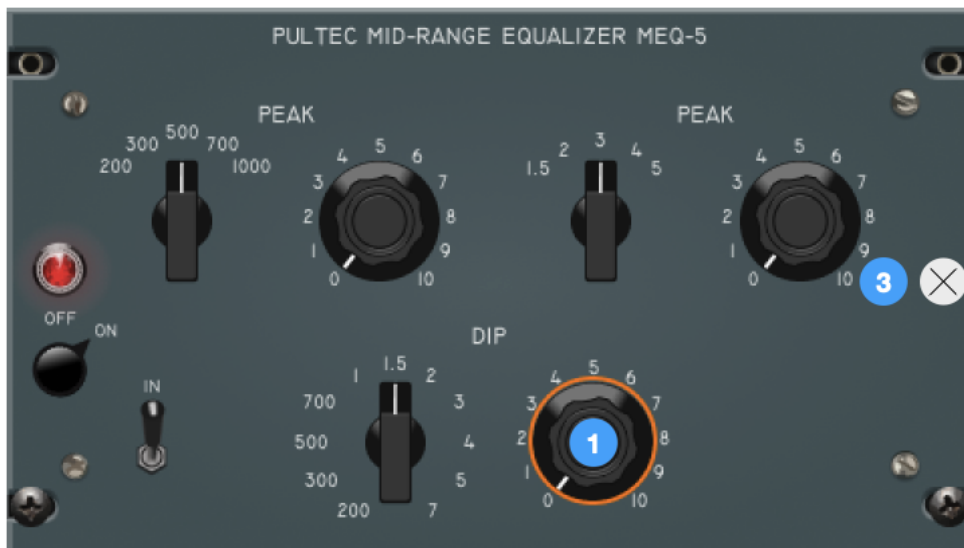 PULTEC MID-RANGE EQUALIZER MEQ-5
PEAK
200 300 500 700 1000
0 1 2 3 4 5 6 7 8 9 10
PEAK
1.5 2 3 4 5
0 1 2 3 4 5 6 7 8 9 10
3
OFF
ON
IN
DIP
200 300 500 700 1 1.5 2 3 4 5 7
0 1 2 3 4 5 6 7 8 9 10
1